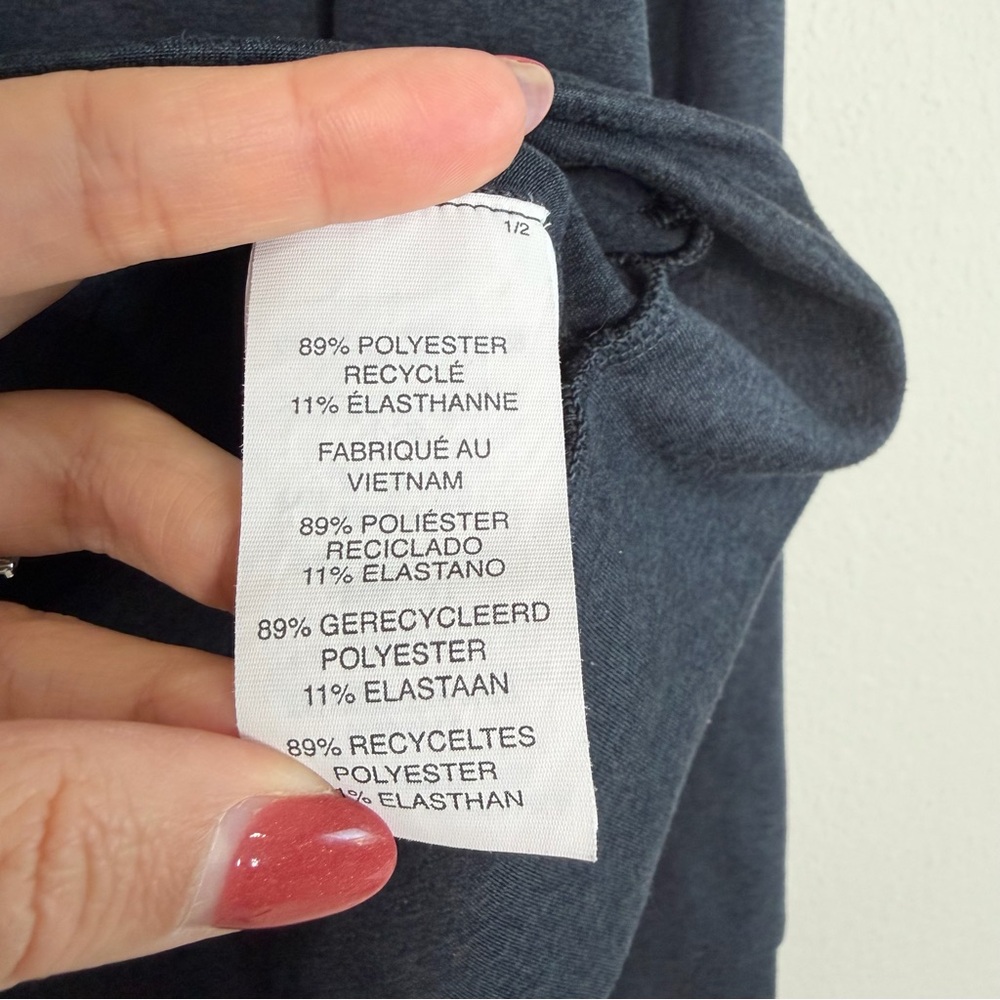 1/2
89% POLYESTER
RECYCLÉ
11% ÉLASTHANNE
FABRIQUÉ AU
VIETNAM
89% POLIÉSTER
RECICLADO
11% ELASTANO
89% GERECYCLEERD
POLYESTER
11% ELASTAAN
89% RECYCELTES
POLYESTER
ELASTHAN